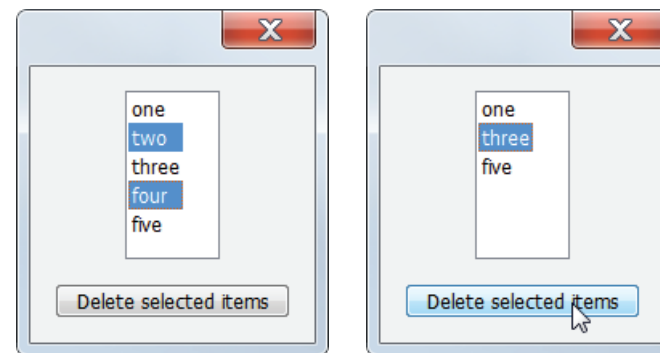 one
two
three
four
five
Delete selected items
one
three
five
Delete selected items